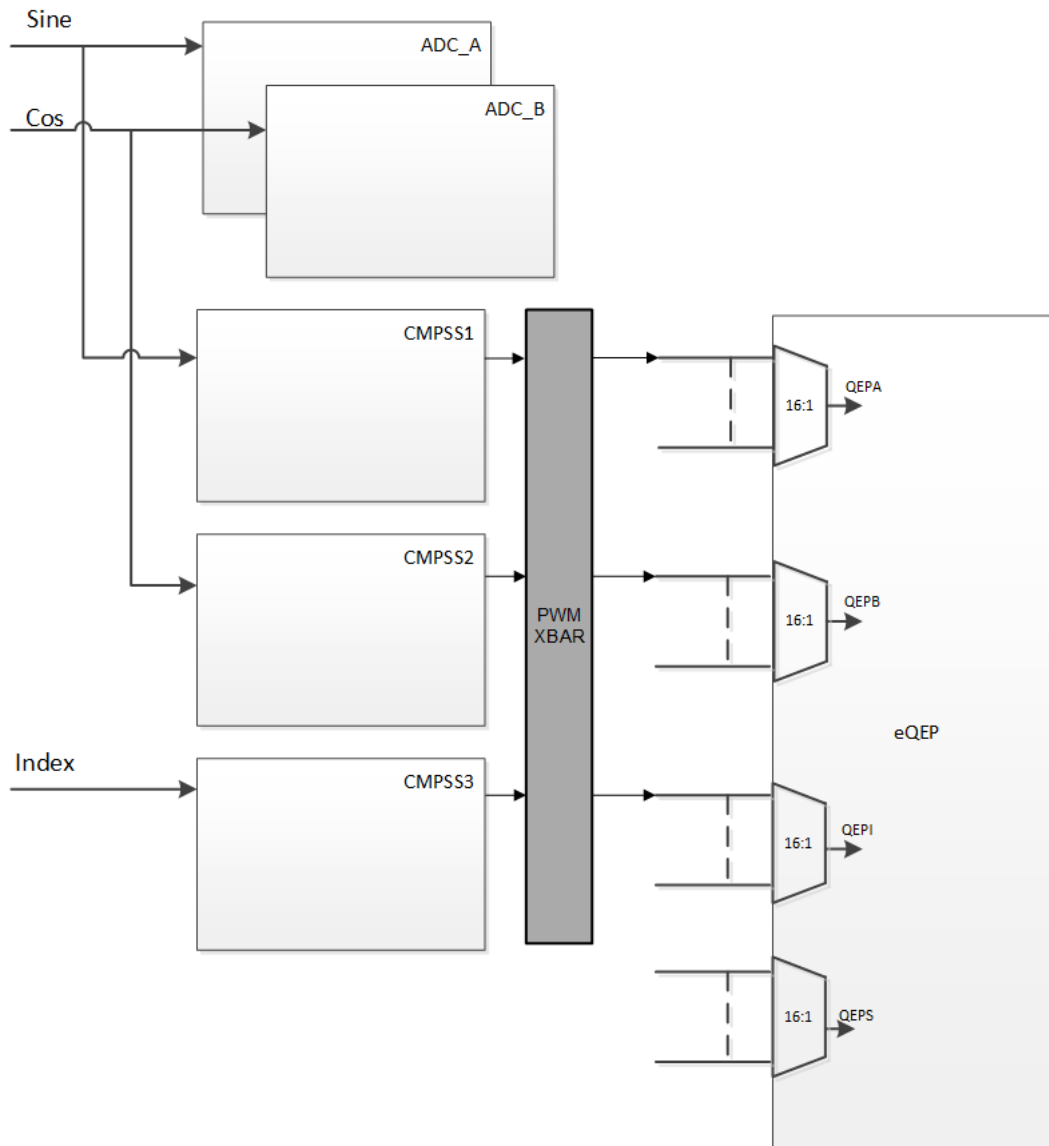 Sine
ADC_A
Cos
ADC_B
CMPSS1
QEPA
16:1
CMPSS2
PWM
XBAR
QEPB
16:1
eQEP
Index
CMPSS3
QEPI
16:1
16:1
QEPS